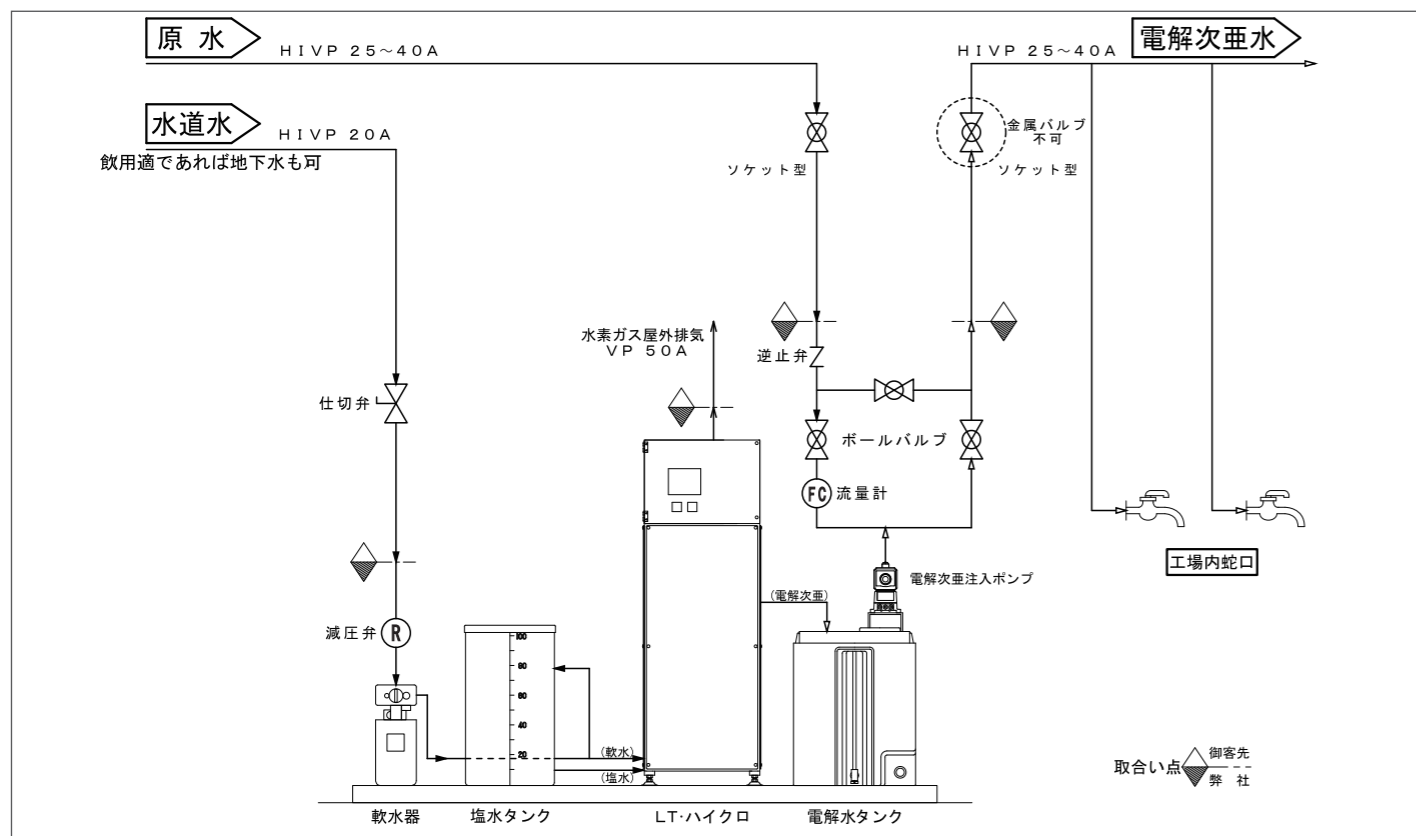 原水
ＨＩＶＰ ２５～４０Ａ
ＨＩＶＰ ２５～４０Ａ
電解次亜水
水道水
ＨＩＶＰ ２０Ａ
飲用適であれば地下水も可
金属バルブ
不可
ソケット型
ソケット型
水素ガス屋外排気
ＶＰ ５０Ａ
逆止弁
仕切弁
ボールバルブ
FC
流量計
工場内蛇口
電解次亜注入ポンプ
(電解次亜)
減圧弁
R
100
80
60
40
20
(軟水)
(塩水)
取合い点
御客先
弊社
軟水器
塩水タンク
ＬＴ·ハイクロ
電解水タンク